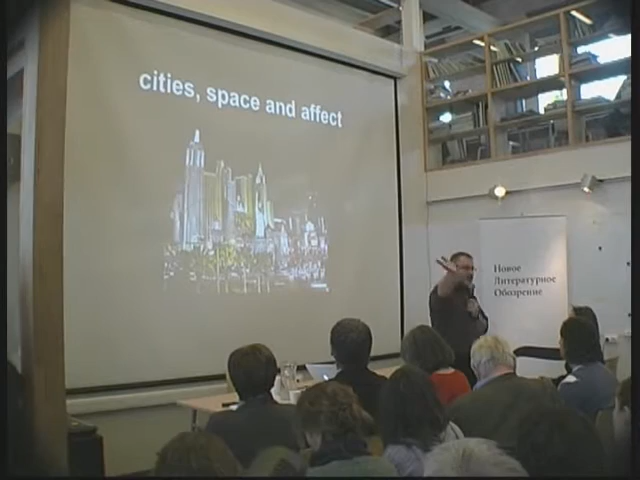 cities, space and affect
Новое
Литературное
Обозрение